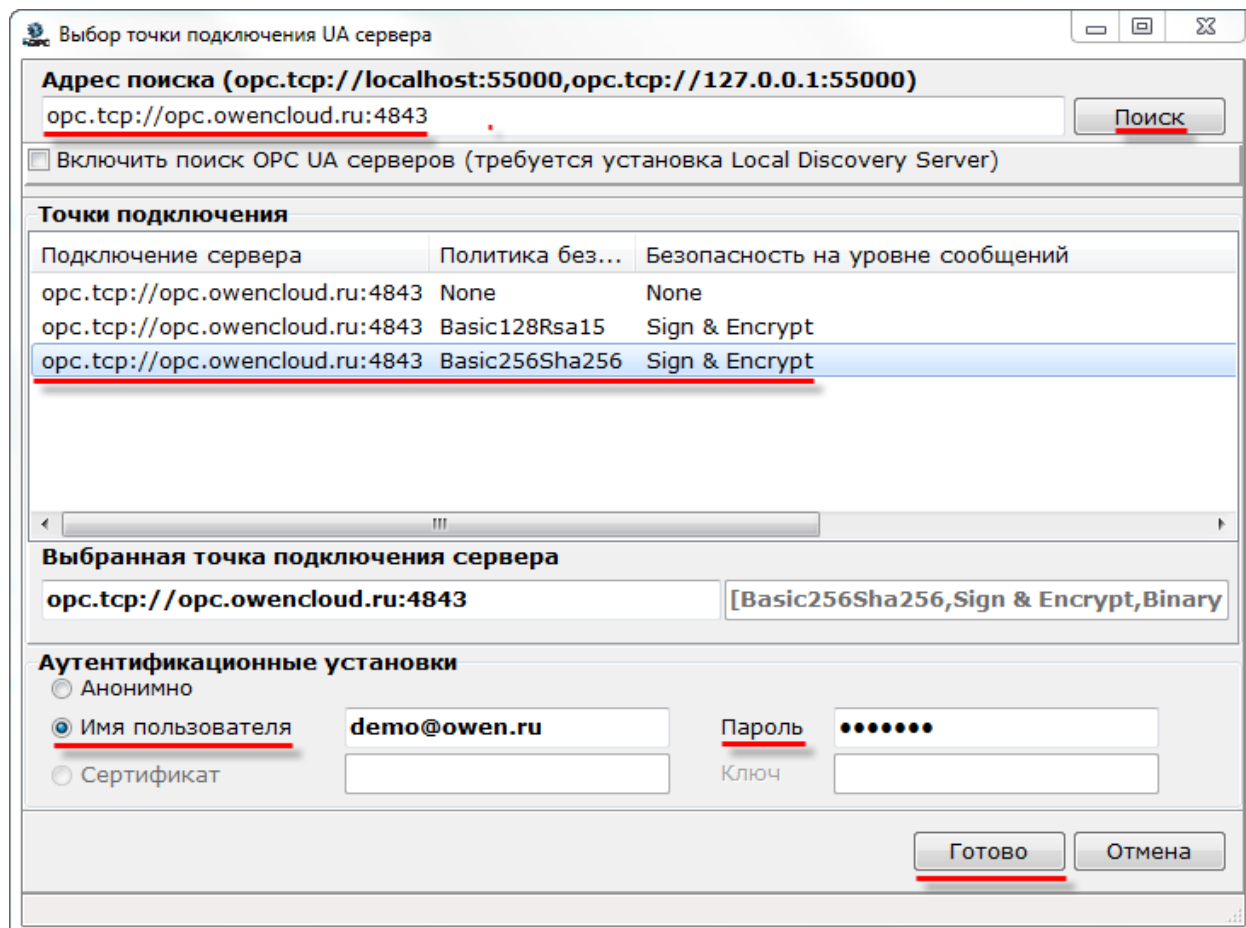 Выбор точки подключения UA сервера
Адрес поиска (opc.tcp://localhost:55000,opc.tcp://127.0.0.1:55000)
opc.tcp://opc.owencloud.ru:4843 Поиск
Включить поиск OPC UA серверов (требуется установка Local Discovery Server)
Точки подключения
Подключение сервера Политика без... Безопасность на уровне сообщений
opc.tcp://opc.owencloud.ru:4843 None None
opc.tcp://opc.owencloud.ru:4843 Basic128Rsa15 Sign & Encrypt
opc.tcp://opc.owencloud.ru:4843 Basic256Sha256 Sign & Encrypt
Выбранная точка подключения сервера
opc.tcp://opc.owencloud.ru:4843 [Basic256Sha256,Sign & Encrypt,Binary
Аутентификационные установки
Анонимно
Имя пользователя demo@owen.ru Пароль •••••••
Сертификат Ключ
Готово Отмена